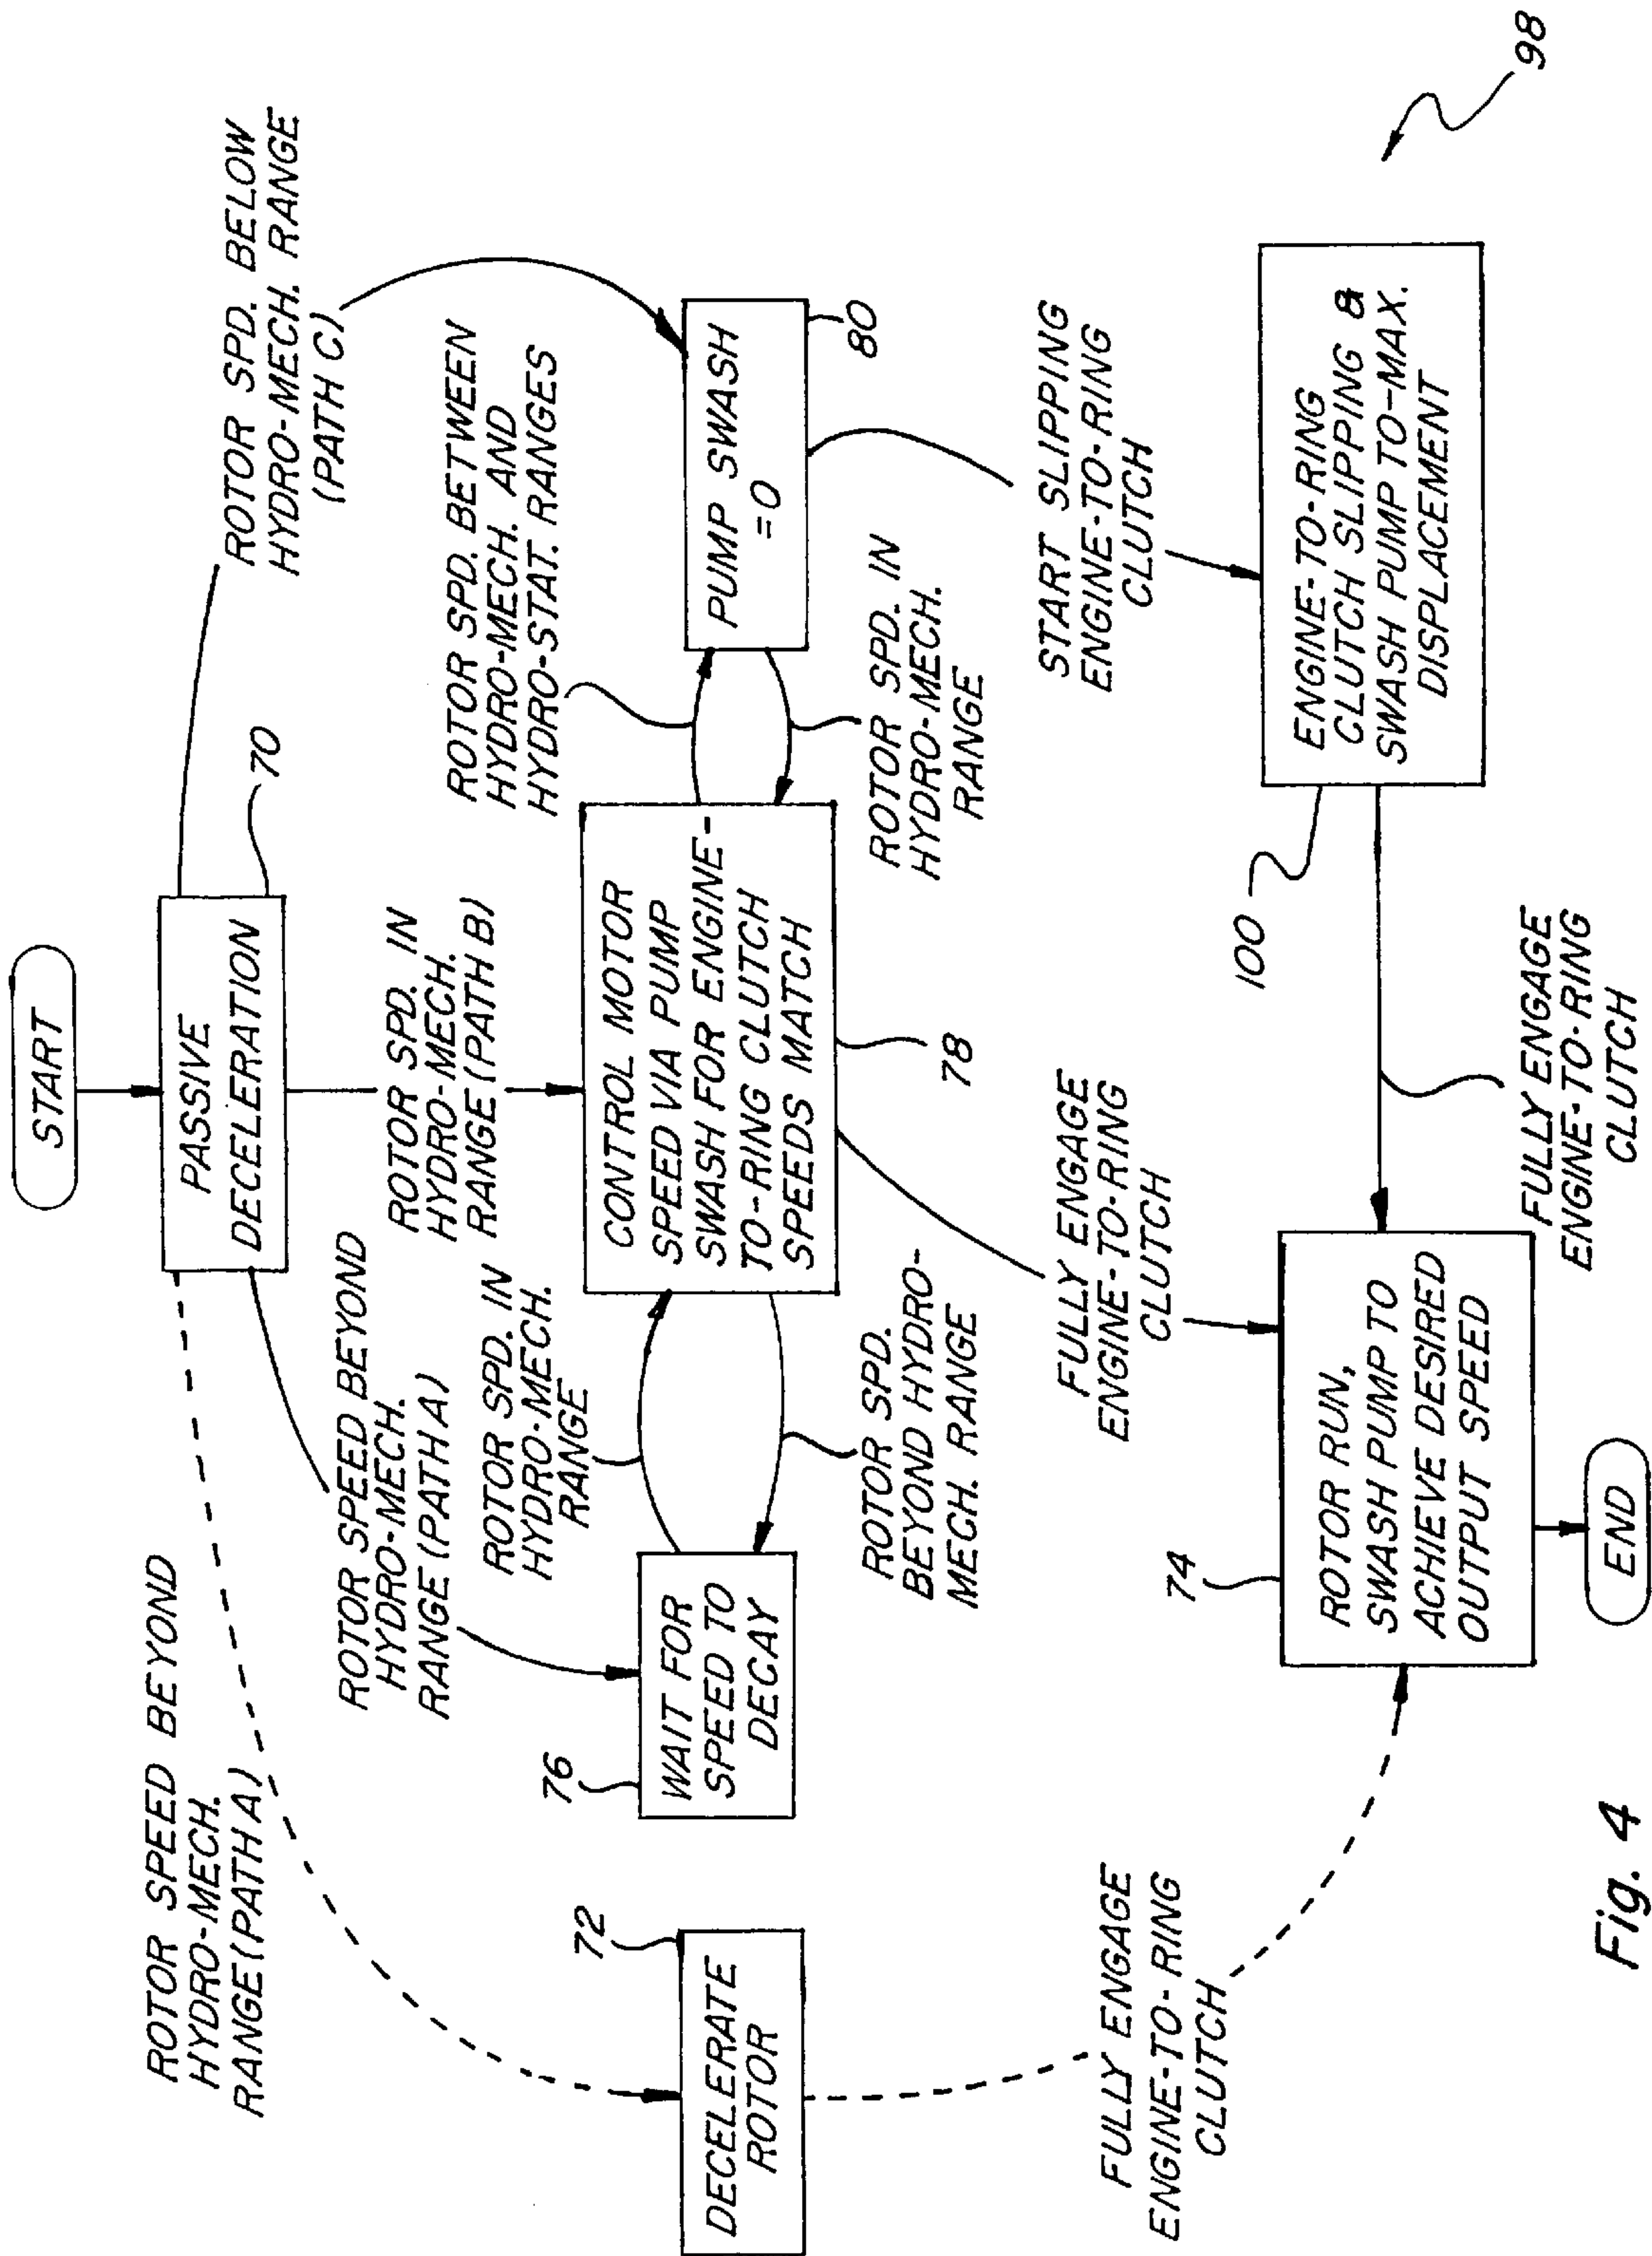 START
PASSIVE
DECELERATION
70
ROTOR SPEED BEYOND
HYDRO-MECH.
RANGE (PATH A)
ROTOR SPEED BEYOND
HYDRO-MECH.
RANGE (PATH A)
ROTOR SPD. IN
HYDRO-MECH.
RANGE (PATH B)
ROTOR SPD. BELOW
HYDRO-MECH. RANGE
(PATH C)
72
DECELERATE
ROTOR
76
WAIT FOR
SPEED TO
DECAY
ROTOR SPD. IN
HYDRO-MECH.
RANGE
ROTOR SPD.
BEYOND HYDRO-
MECH. RANGE
CONTROL MOTOR
SPEED VIA PUMP
SWASH FOR ENGINE-
TO-RING CLUTCH
SPEEDS MATCH
78
ROTOR SPD. BETWEEN
HYDRO-MECH. AND
HYDRO-STAT. RANGES
ROTOR SPD. IN
HYDRO-MECH.
RANGE
PUMP SWASH
=0
80
FULLY ENGAGE
ENGINE-TO-RING
CLUTCH
FULLY ENGAGE
ENGINE-TO-RING
CLUTCH
START SLIPPING
ENGINE-TO-RING
CLUTCH
74
ROTOR RUN,
SWASH PUMP TO
ACHIEVE DESIRED
OUTPUT SPEED
100
ENGINE-TO-RING
CLUTCH SLIPPING &
SWASH PUMP TO-MAX.
DISPLACEMENT
FULLY ENGAGE
ENGINE-TO-RING
CLUTCH
END
98
Fig. 4